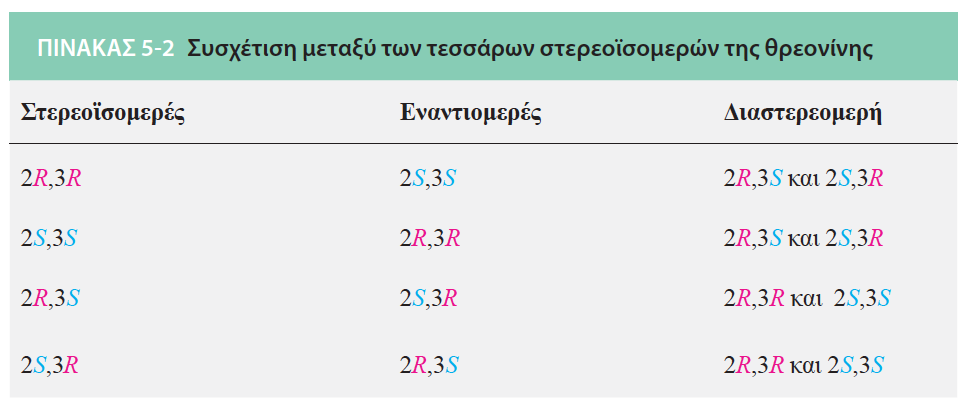 ΠΙΝΑΚΑΣ 5-2 Συσχέτιση μεταξύ των τεσσάρων στερεοϊσομερών της θρεονίνης
Στερεοϊσομερές Εναντιομερές Διαστερεομερή
2R,3R 2S,3S 2R,3S και 2S,3R
2S,3S 2R,3R 2R,3S και 2S,3R
2R,3S 2S,3R 2R,3R και 2S,3S
2S,3R 2R,3S 2R,3R και 2S,3S